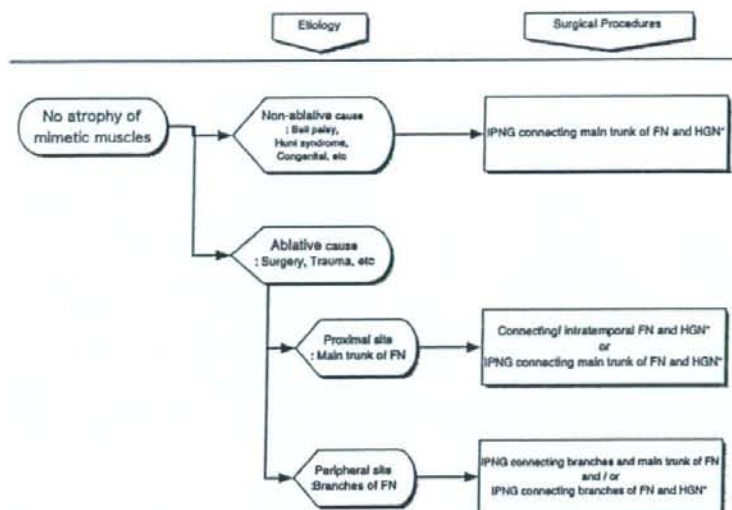 Etiology
Surgical Procedures
No atrophy of
mimetic muscles
Non-ablative cause
: Bell palsy,
Hunt syndrome,
Congenital, etc
IPNG connecting main trunk of FN and HGN*
Ablative cause
: Surgery, Trauma, etc
Proximal site
: Main trunk of FN
Connecting/ intratemporal FN and HGN*
or
IPNG connecting main trunk of FN and HGN*
Peripheral site
:Branches of FN
IPNG connecting branches and main trunk of FN
and / or
IPNG connecting branches of FN and HGN*